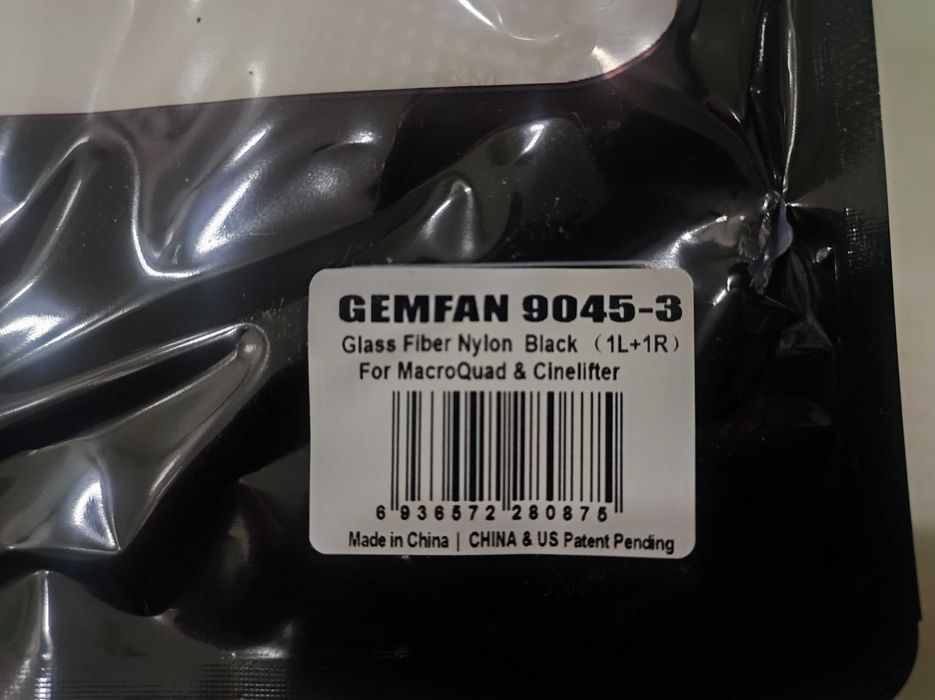 GEMFAN 9045-3
Glass Fiber Nylon Black （1L+1R）
For MacroQuad & Cinelifter
6 936572 280875
Made in China | CHINA & US Patent Pending